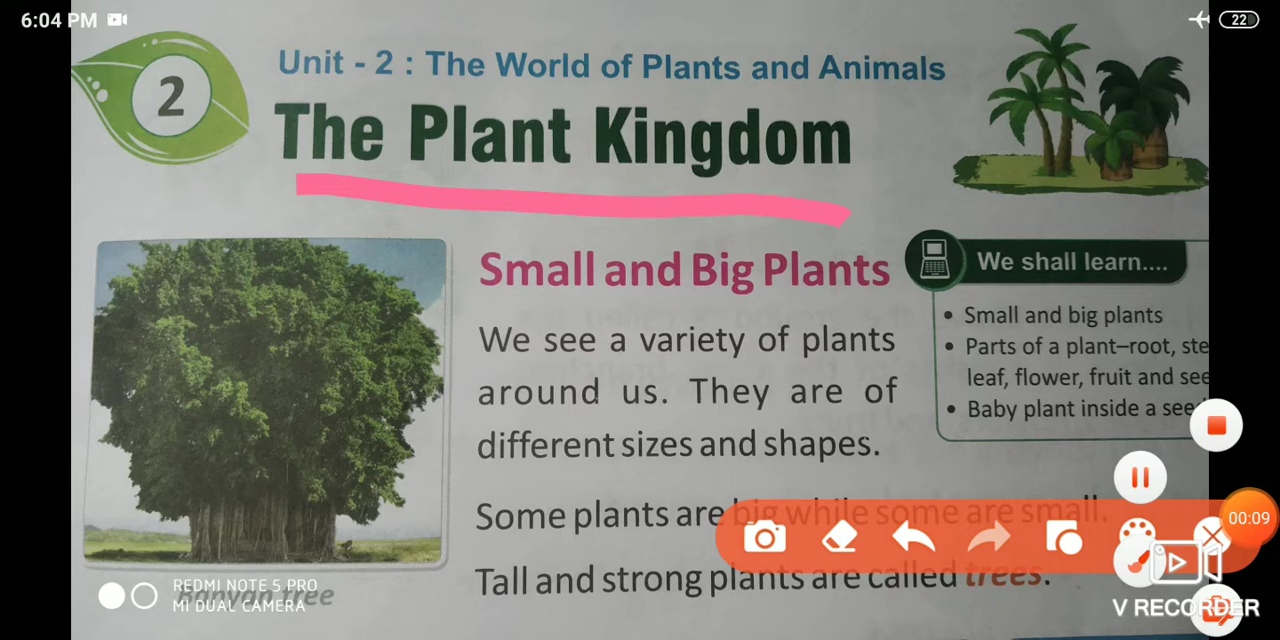 6:04 PM
22
2
Unit - 2 : The World of Plants and Animals
The Plant Kingdom
Small and Big Plants
We shall learn....
We see a variety of plants
around us. They are of
different sizes and shapes.
• Small and big plants
• Parts of a plant–root, ste
leaf, flower, fruit and see
• Baby plant inside a see
Some plants are big while some are small.
Tall and strong plants are called trees.
Banyan tree
REDMI NOTE 5 PRO
MI DUAL CAMERA
00:09
V RECORDER